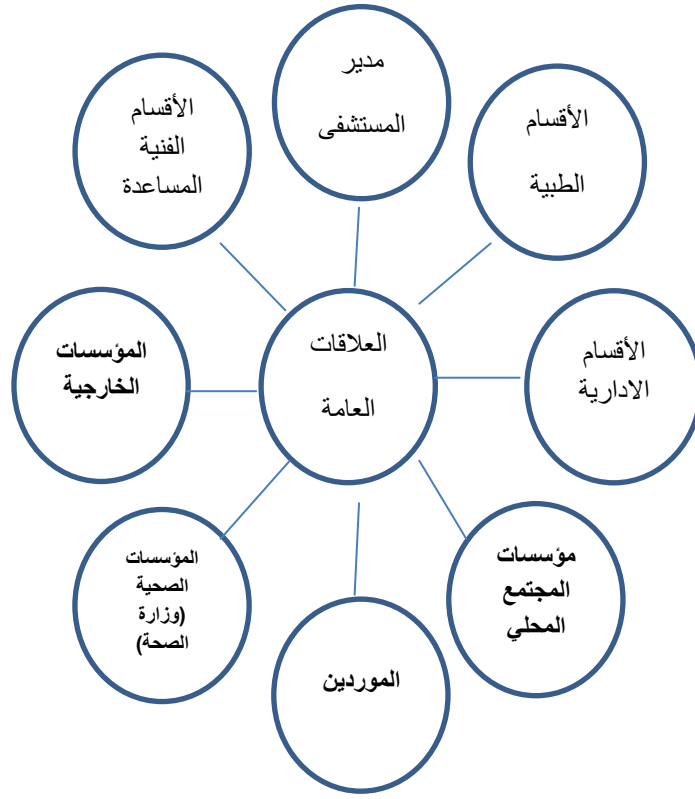 مدير
المستشفى
الأقسام
الطبية
الأقسام
الفنية
المساعدة
العلاقات
العامة
الأقسام
الادارية
المؤسسات
الخارجية
مؤسسات
المجتمع
المحلي
المؤسسات
الصحية
(وزارة
الصحة)
الموردين